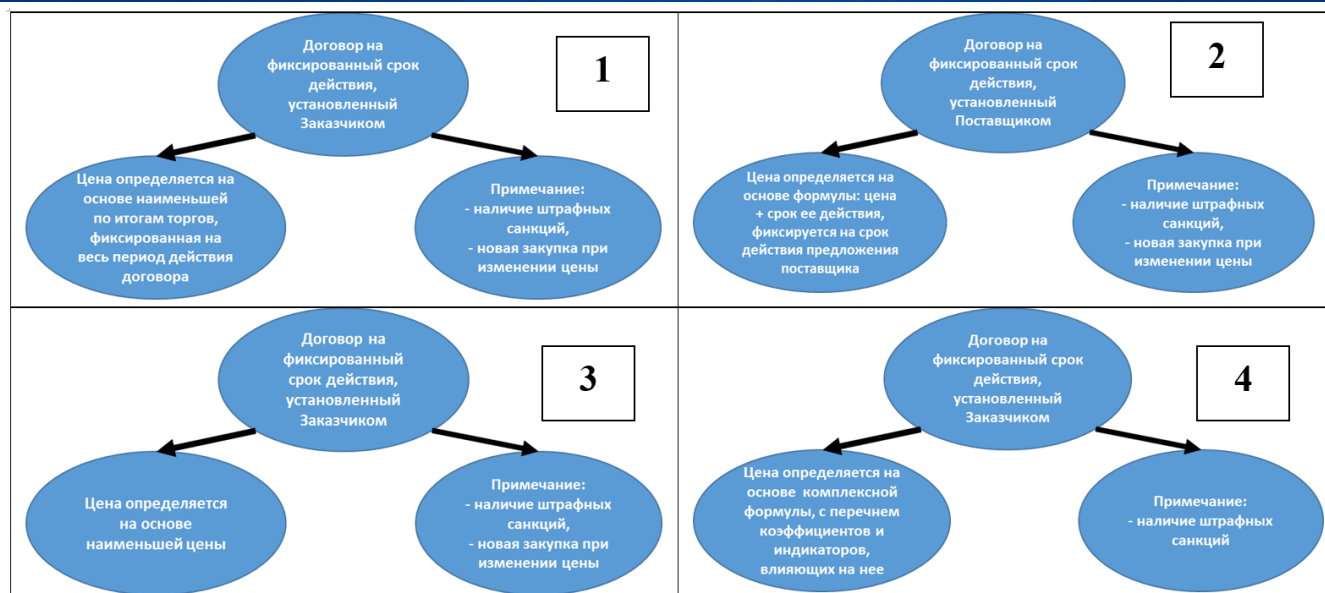 Договор на
фиксированный срок
действия,
установленный
Заказчиком
1
Цена определяется на
основе наименьшей
по итогам торгов,
фиксированная на
весь период действия
договора
Примечание:
- наличие штрафных
санкций,
- новая закупка при
изменении цены
Договор на
фиксированный срок
действия,
установленный
Поставщиком
2
Цена определяется на
основе формулы: цена
+ срок ее действия,
фиксируется на срок
действия предложения
поставщика
Примечание:
- наличие штрафных
санкций,
- новая закупка при
изменении цены
Договор на
фиксированный
срок действия,
установленный
Заказчиком
3
Цена определяется
на основе
наименьшей цены
Примечание:
- наличие штрафных
санкций,
- новая закупка при
изменении цены
Договор на
фиксированный срок
действия,
установленный
Заказчиком
4
Цена определяется на
основе комплексной
формулы, с перечнем
коэффициентов и
индикаторов,
влияющих на нее
Примечание:
- наличие штрафных
санкций